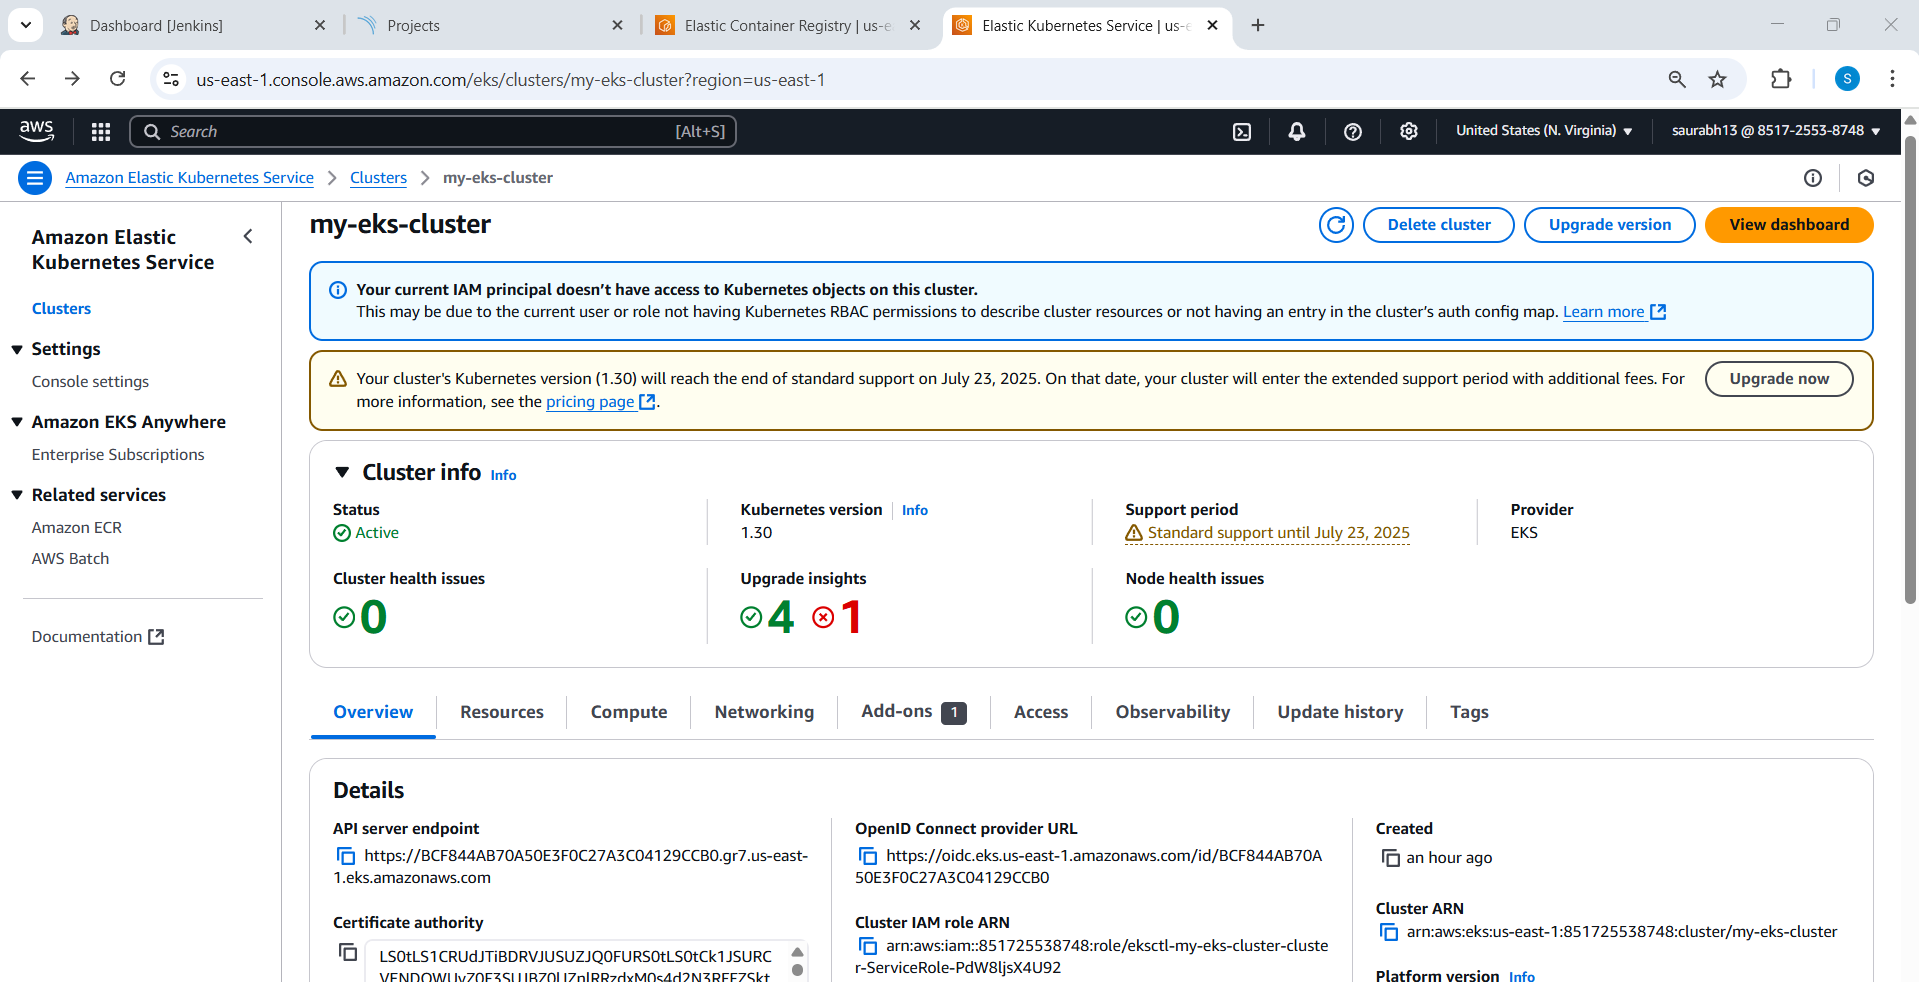 Dashboard [Jenkins]
Projects
Elastic Container Registry | us-ea
Elastic Kubernetes Service | us-e
us-east-1.console.aws.amazon.com/eks/clusters/my-eks-cluster?region=us-east-1
S
aws
Search
[Alt+S]
United States (N. Virginia)
saurabh13 @ 8517-2553-8748
Amazon Elastic Kubernetes Service
Clusters
my-eks-cluster
Amazon Elastic
Kubernetes Service
Clusters
Settings
Console settings
Amazon EKS Anywhere
Enterprise Subscriptions
Related services
Amazon ECR
AWS Batch
Documentation
my-eks-cluster
Delete cluster
Upgrade version
View dashboard
Your current IAM principal doesn’t have access to Kubernetes objects on this cluster.
This may be due to the current user or role not having Kubernetes RBAC permissions to describe cluster resources or not having an entry in the cluster’s auth config map. Learn more
Your cluster's Kubernetes version (1.30) will reach the end of standard support on July 23, 2025. On that date, your cluster will enter the extended support period with additional fees. For
more information, see the pricing page.
Upgrade now
Cluster info Info
Status
Active
Kubernetes version Info
1.30
Support period
Standard support until July 23, 2025
Provider
EKS
Cluster health issues
0
Upgrade insights
4 1
Node health issues
0
Overview
Resources
Compute
Networking
Add-ons 1
Access
Observability
Update history
Tags
Details
API server endpoint
https://BCF844AB70A50E3F0C27A3C04129CCB0.gr7.us-east-
1.eks.amazonaws.com
Certificate authority
LS0tLS1CRUdJTiBDRVJUSUZJQ0FURS0tLS0tCk1JSURC
OpenID Connect provider URL
https://oidc.eks.us-east-1.amazonaws.com/id/BCF844AB70A
50E3F0C27A3C04129CCB0
Cluster IAM role ARN
arn:aws:iam::851725538748:role/eksctl-my-eks-cluster-cluste
r-ServiceRole-PdW8ljsX4U92
Created
an hour ago
Cluster ARN
arn:aws:eks:us-east-1:851725538748:cluster/my-eks-cluster
Platform version Info